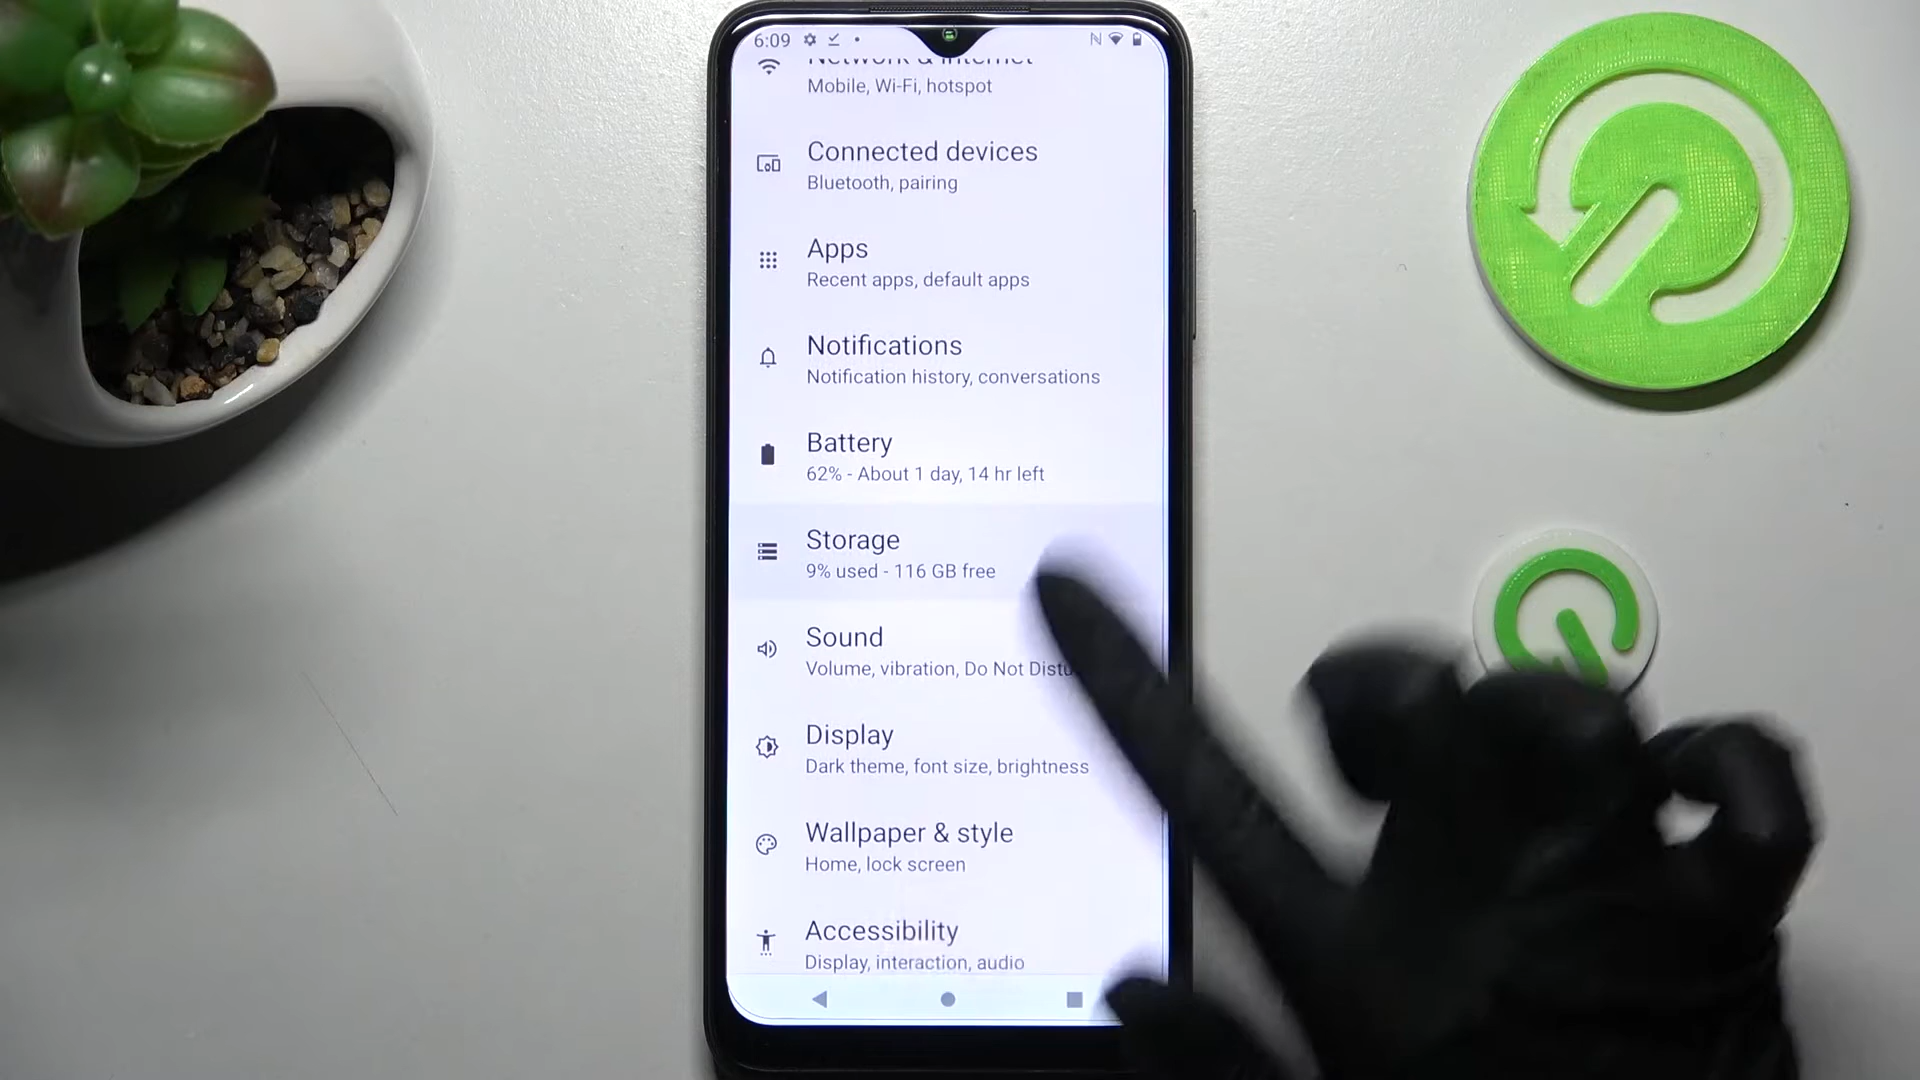 6:09
Network & internet
Mobile, Wi-Fi, hotspot
Connected devices
Bluetooth, pairing
Apps
Recent apps, default apps
Notifications
Notification history, conversations
Battery
62% - About 1 day, 14 hr left
Storage
9% used - 116 GB free
Sound
Volume, vibration, Do Not Distu
Display
Dark theme, font size, brightness
Wallpaper & style
Home, lock screen
Accessibility
Display, interaction, audio